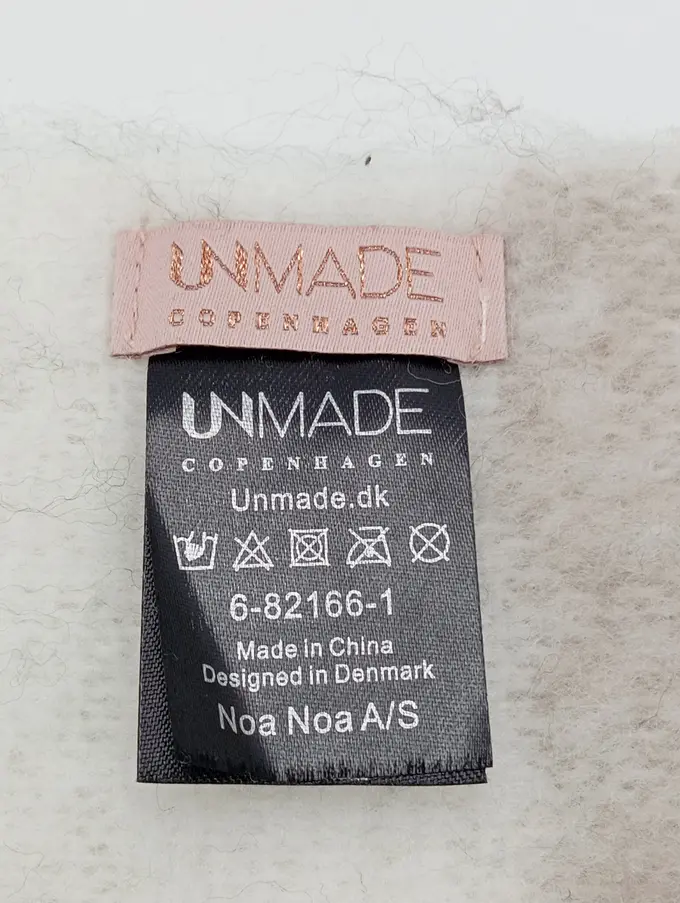 UNMADE
COPENHAGEN
UNMADE
COPENHAGEN
Unmade.dk
6-82166-1
Made in China
Designed in Denmark
Noa Noa A/S